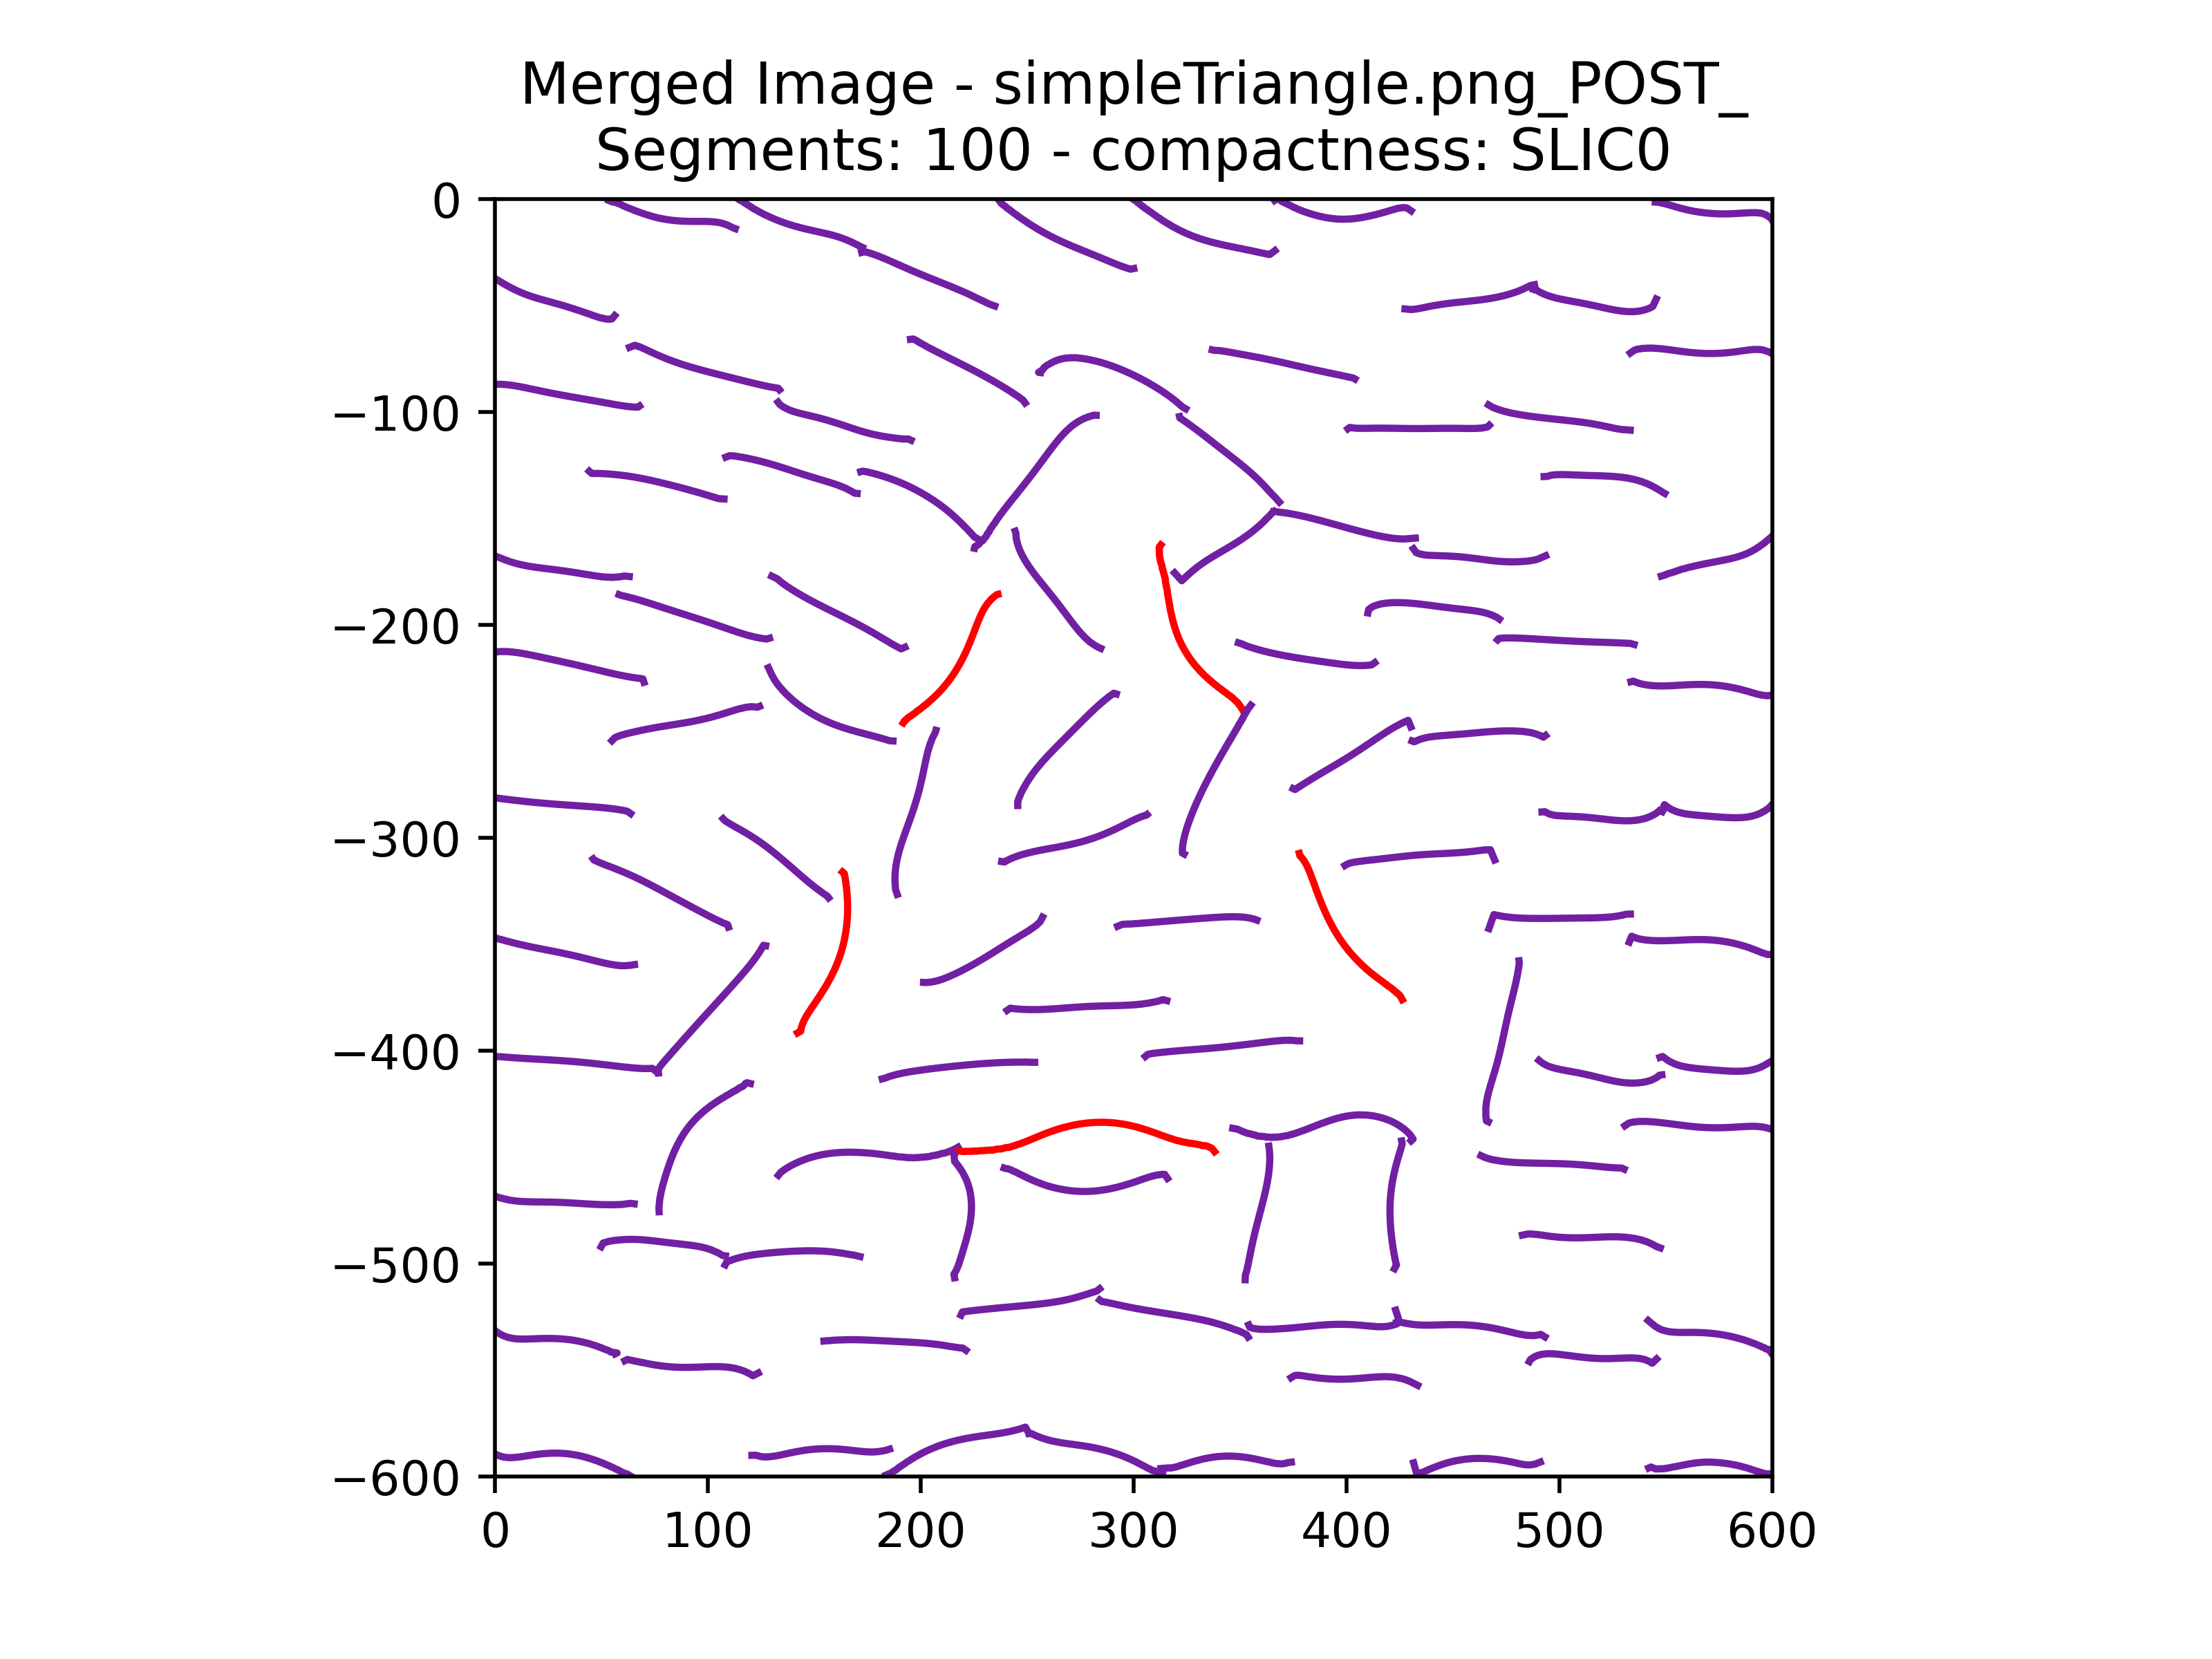 Merged Image - simpleTriangle.png_POST_
Segments: 100 - compactness: SLIC0
0
−100
−200
−300
−400
−500
−600
0 100 200 300 400 500 600